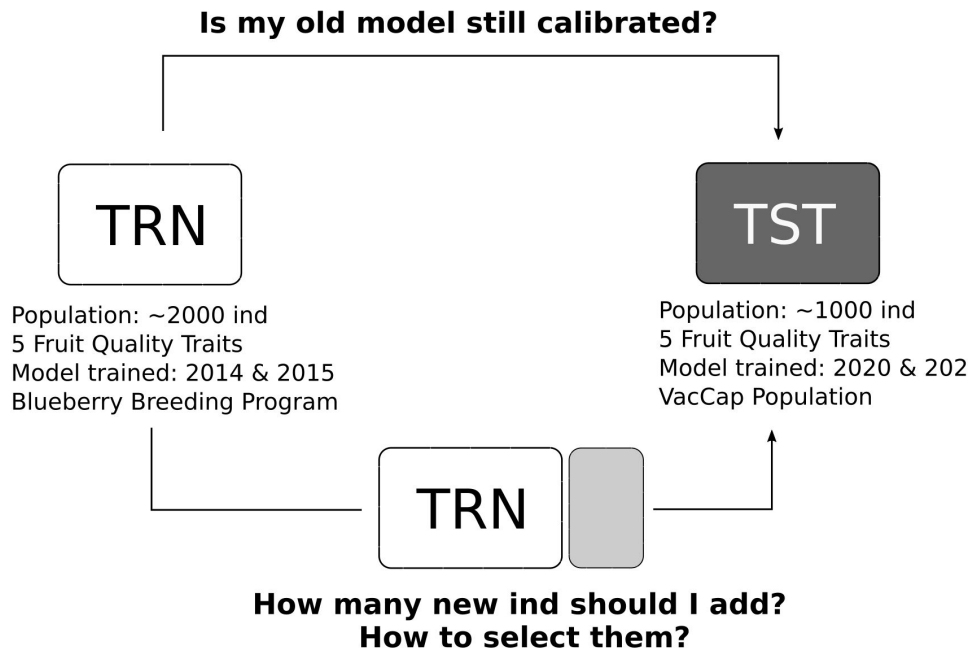 Is my old model still calibrated?
TRN
TST
Population: ~2000 ind
5 Fruit Quality Traits
Model trained: 2014 & 2015
Blueberry Breeding Program
Population: ~1000 ind
5 Fruit Quality Traits
Model trained: 2020 & 202
VacCap Population
TRN
How many new ind should I add?
How to select them?